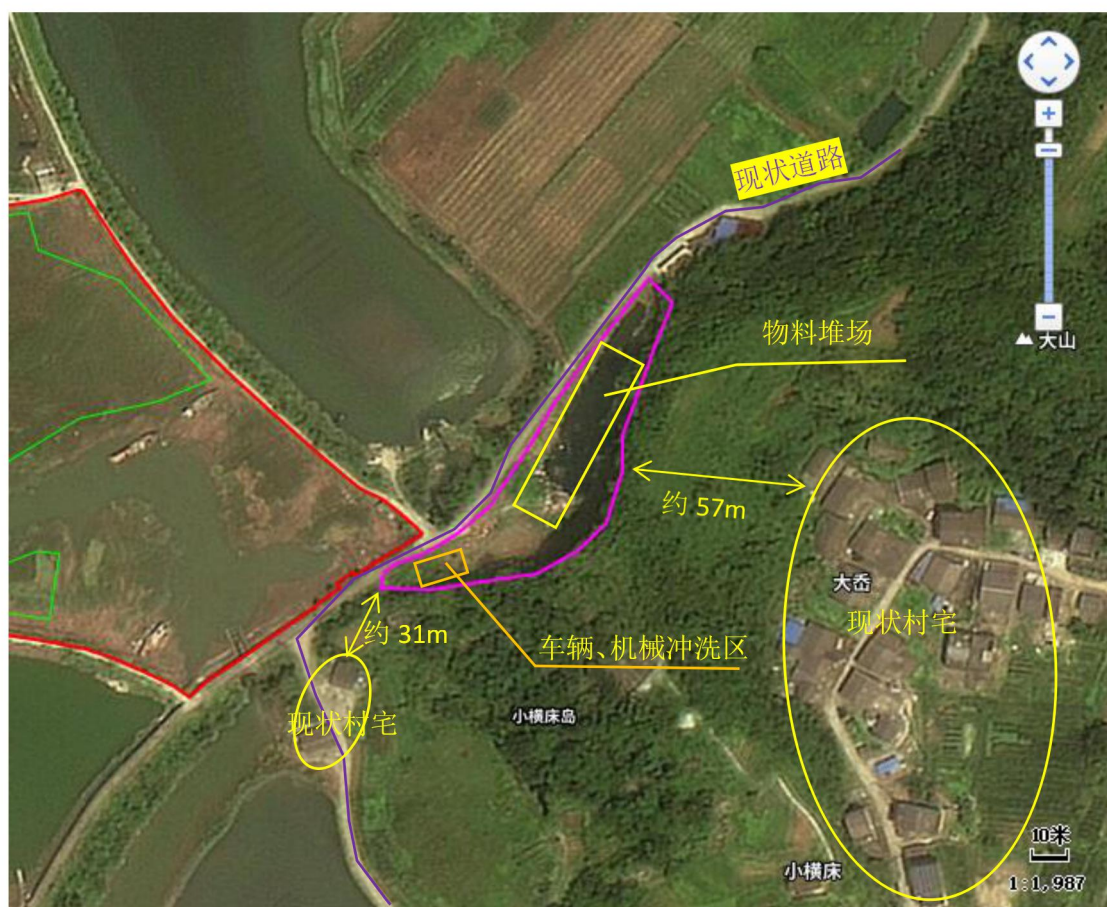 现状道路
物料堆场
大山
约 57m
大岙
现状村宅
约 31m
车辆、机械冲洗区
现状村宅
小横床岛
10米
小横床
1:1,987